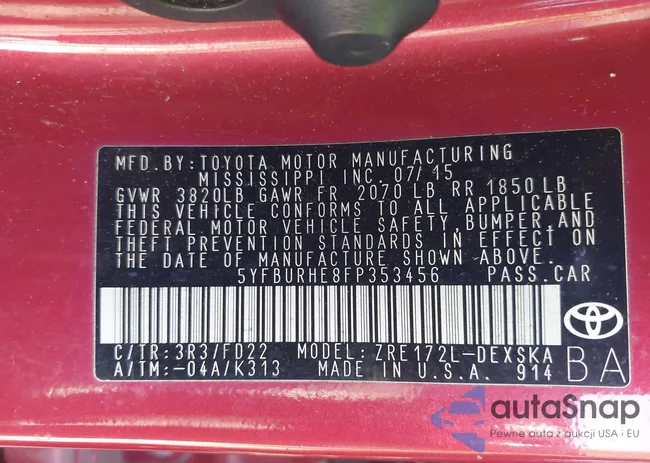 MFD.BY:TOYOTA MOTOR MANUFACTURING
MISSISSIPPI INC 07/15
GVWR 3820LB GAWR FR 2070 LB RR 1850 LB
THIS VEHICLE CONFORMS TO ALL APPLICABLE
FEDERAL MOTOR VEHICLE SAFETY,BUMPER,AND
THEFT PREVENTION STANDARDS IN EFFECT ON
THE DATE OF MANUFACTURE SHOWN ABOVE.
5YFBURHE8FP353456 PASS.CAR
C/TR:3R3/FD22 MODEL: ZRE172L-DEXSKA
A/TM:-04A/K313 MADE IN U.S.A. 914
BA
autaSnap
Pewne auta z aukcji USA i EU